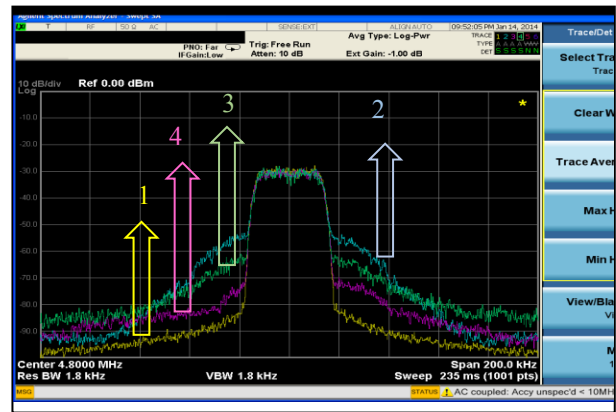 Agilent Spectrum Analyzer - Swept SA
T RF 50 Ω AC SENSE:EXT ALIGN AUTO 09:52:05 PM Jan 14, 2014
Trace/Det
PNO: Far
IFGain:Low
Trig: Free Run
Atten: 10 dB
Avg Type: Log-Pwr
Ext Gain: -1.00 dB
TRACE 1 2 3 4 5 6
TYPE A A A A W W
DET S S S S N N
Select Tra
Trac
10 dB/div Ref 0.00 dBm
Log
3
2
*
Clear W
-10.0
-20.0
4
Trace Aver
-30.0
1
-40.0
Max H
-50.0
-60.0
Min H
-70.0
-80.0
View/Bla
Vi
-90.0
M
1
Center 4.8000 MHz Span 200.0 kHz
Res BW 1.8 kHz VBW 1.8 kHz Sweep 235 ms (1001 pts)
MSG STATUS AC coupled: Accy unspec'd < 10MH